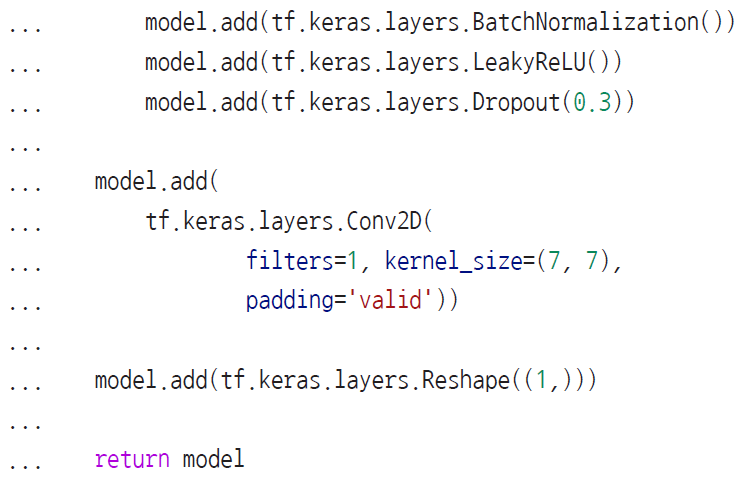 ...        model.add(tf.keras.layers.BatchNormalization())
...        model.add(tf.keras.layers.LeakyReLU())
...        model.add(tf.keras.layers.Dropout(0.3))
...
...    model.add(
...        tf.keras.layers.Conv2D(
...                filters=1, kernel_size=(7, 7),
...                padding='valid'))
...
...    model.add(tf.keras.layers.Reshape((1,)))
...
...    return model